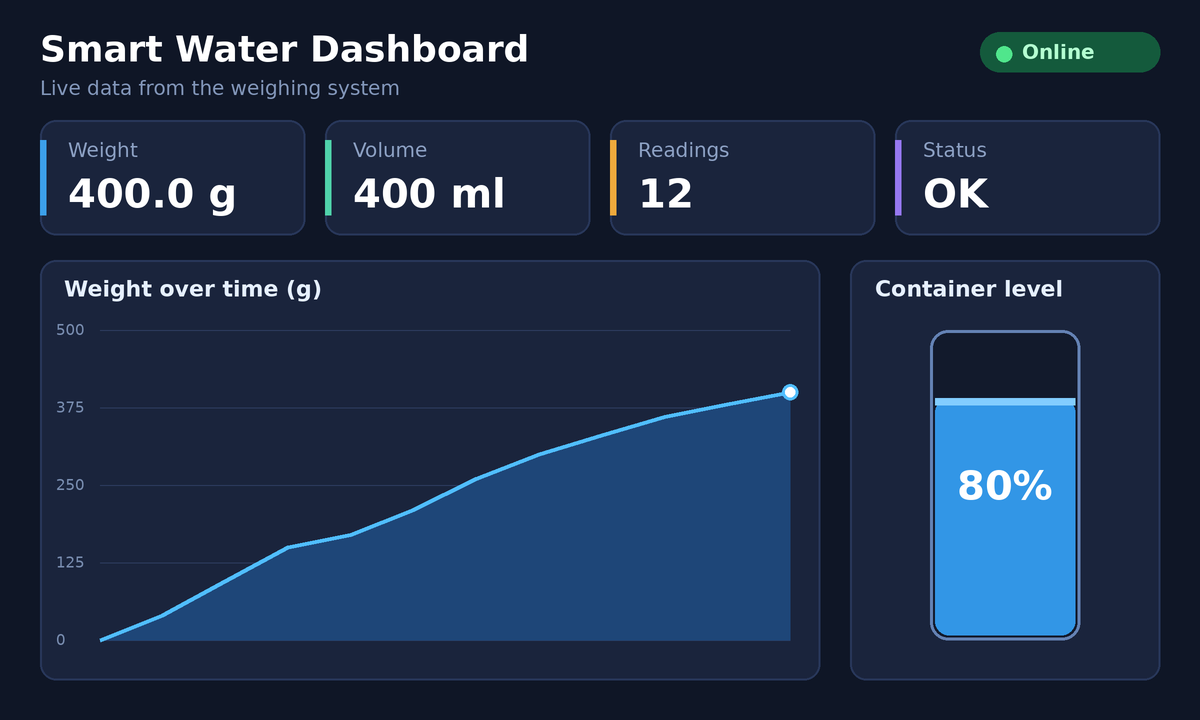 Smart Water Dashboard
Online
Live data from the weighing system
Weight
400.0 g
Volume
400 ml
Readings
12
Status
OK
Weight over time (g)
500
375
250
125
0
Container level
80%